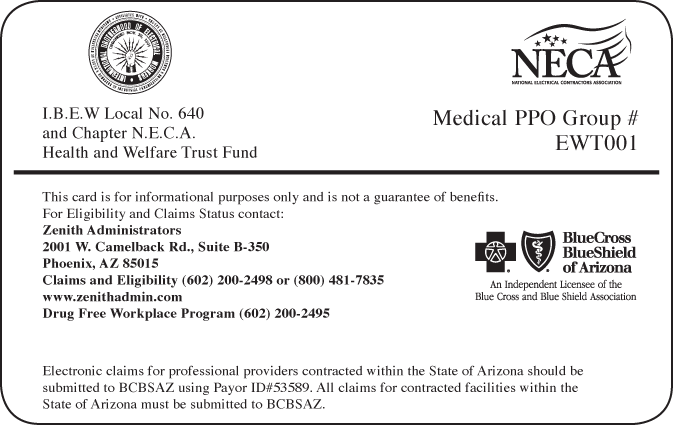 NECA
NATIONAL ELECTRICAL CONTRACTORS ASSOCIATION
I.B.E.W Local No. 640
and Chapter N.E.C.A.
Health and Welfare Trust Fund
Medical PPO Group #
EWT001
This card is for informational purposes only and is not a guarantee of benefits.
For Eligibility and Claims Status contact:
Zenith Administrators
2001 W. Camelback Rd., Suite B-350
Phoenix, AZ 85015
Claims and Eligibility (602) 200-2498 or (800) 481-7835
www.zenithadmin.com
Drug Free Workplace Program (602) 200-2495
BlueCross
BlueShield
of Arizona
An Independent Licensee of the
Blue Cross and Blue Shield Association
Electronic claims for professional providers contracted within the State of Arizona should be
submitted to BCBSAZ using Payor ID#53589. All claims for contracted facilities within the
State of Arizona must be submitted to BCBSAZ.